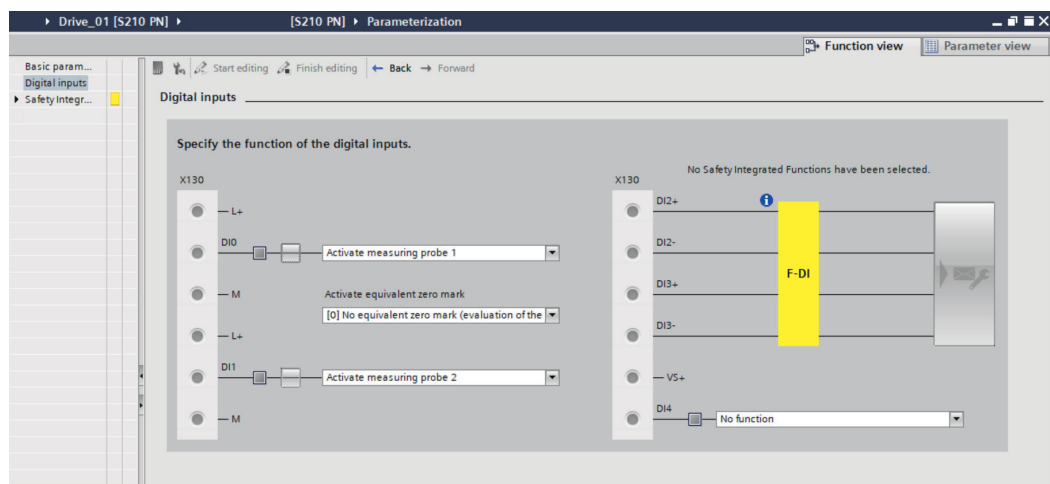 Drive_01 [S210 PN] [S210 PN] Parameterization
Function view Parameter view
Basic param...
Digital inputs
Safety Integr...
Start editing Finish editing Back Forward
Digital inputs
Specify the function of the digital inputs.
X130
L+
DI0
Activate measuring probe 1
M
Activate equivalent zero mark
[0] No equivalent zero mark (evaluation of the
L+
DI1
Activate measuring probe 2
M
No Safety Integrated Functions have been selected.
X130
DI2+
DI2-
F-DI
DI3+
DI3-
VS+
DI4
No function